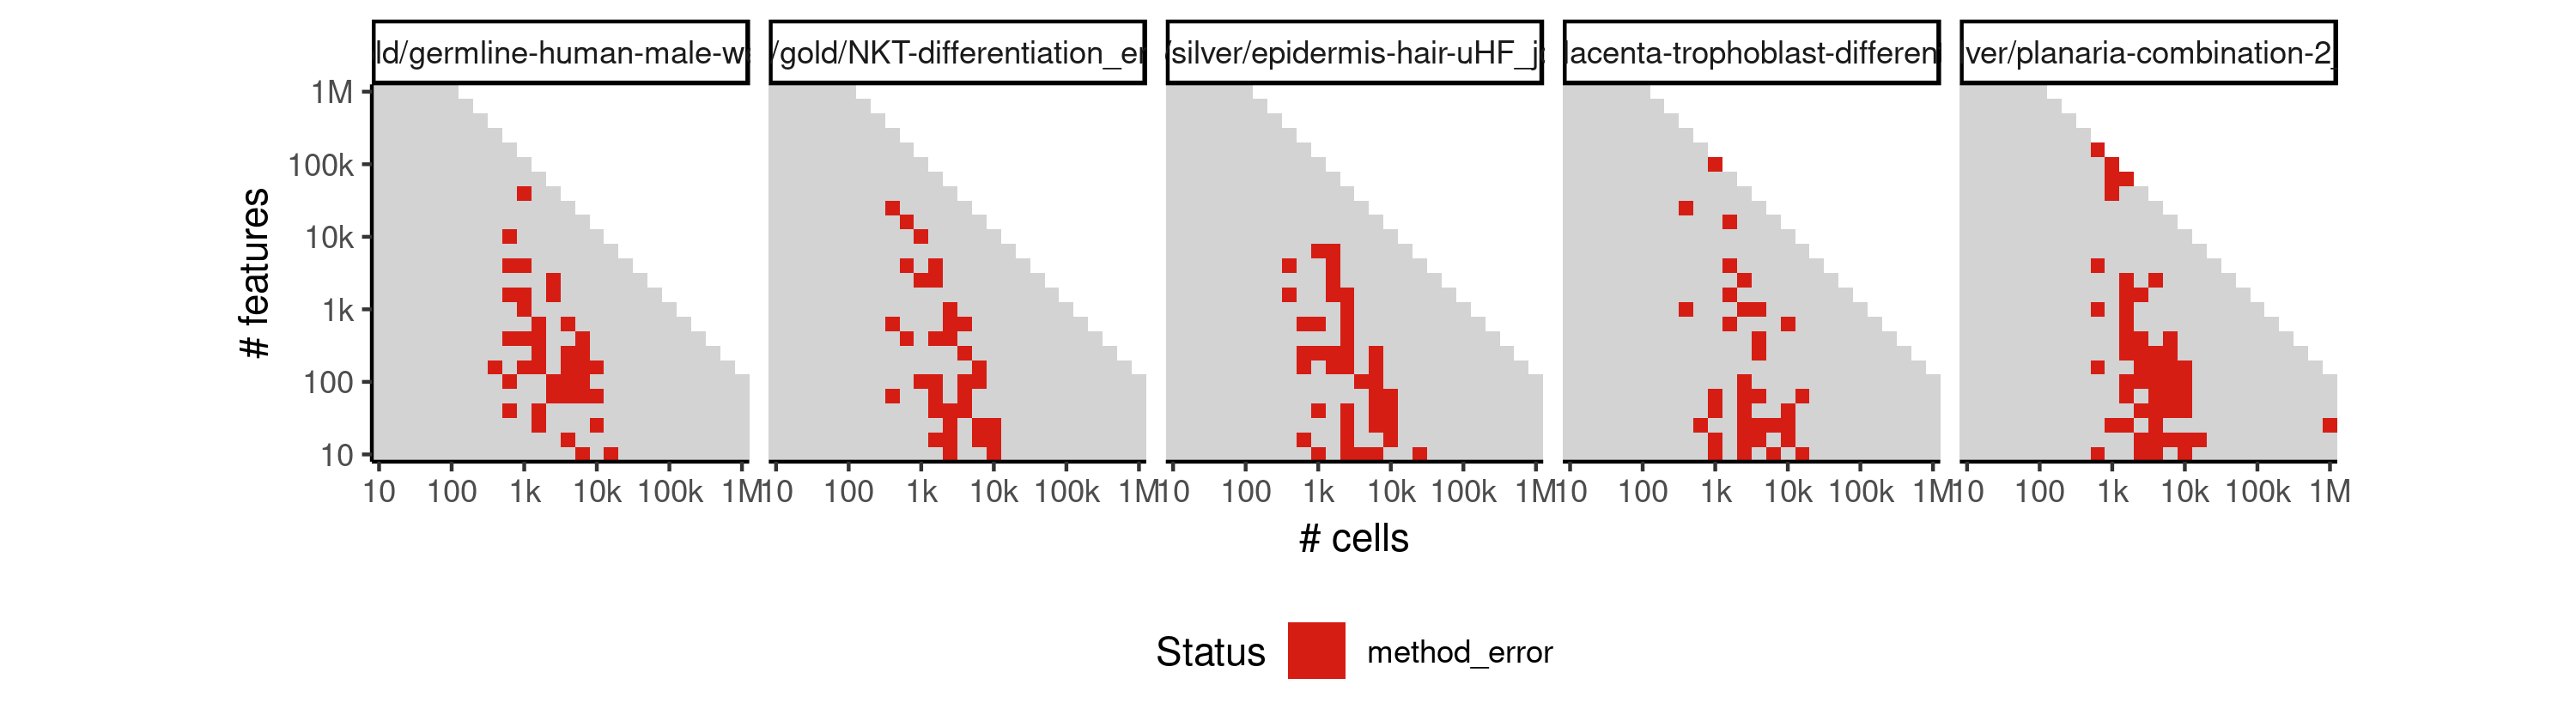 ld/germline-human-male-w
/gold/NKT-differentiation_er
/silver/epidermis-hair-uHF_j
lacenta-trophoblast-differen
ver/planaria-combination-2
# features
1M
100k
10k
1k
100
10
10 100 1k 10k 100k 1M
10 100 1k 10k 100k 1M
10 100 1k 10k 100k 1M
10 100 1k 10k 100k 1M
10 100 1k 10k 100k 1M
# cells
Status method_error